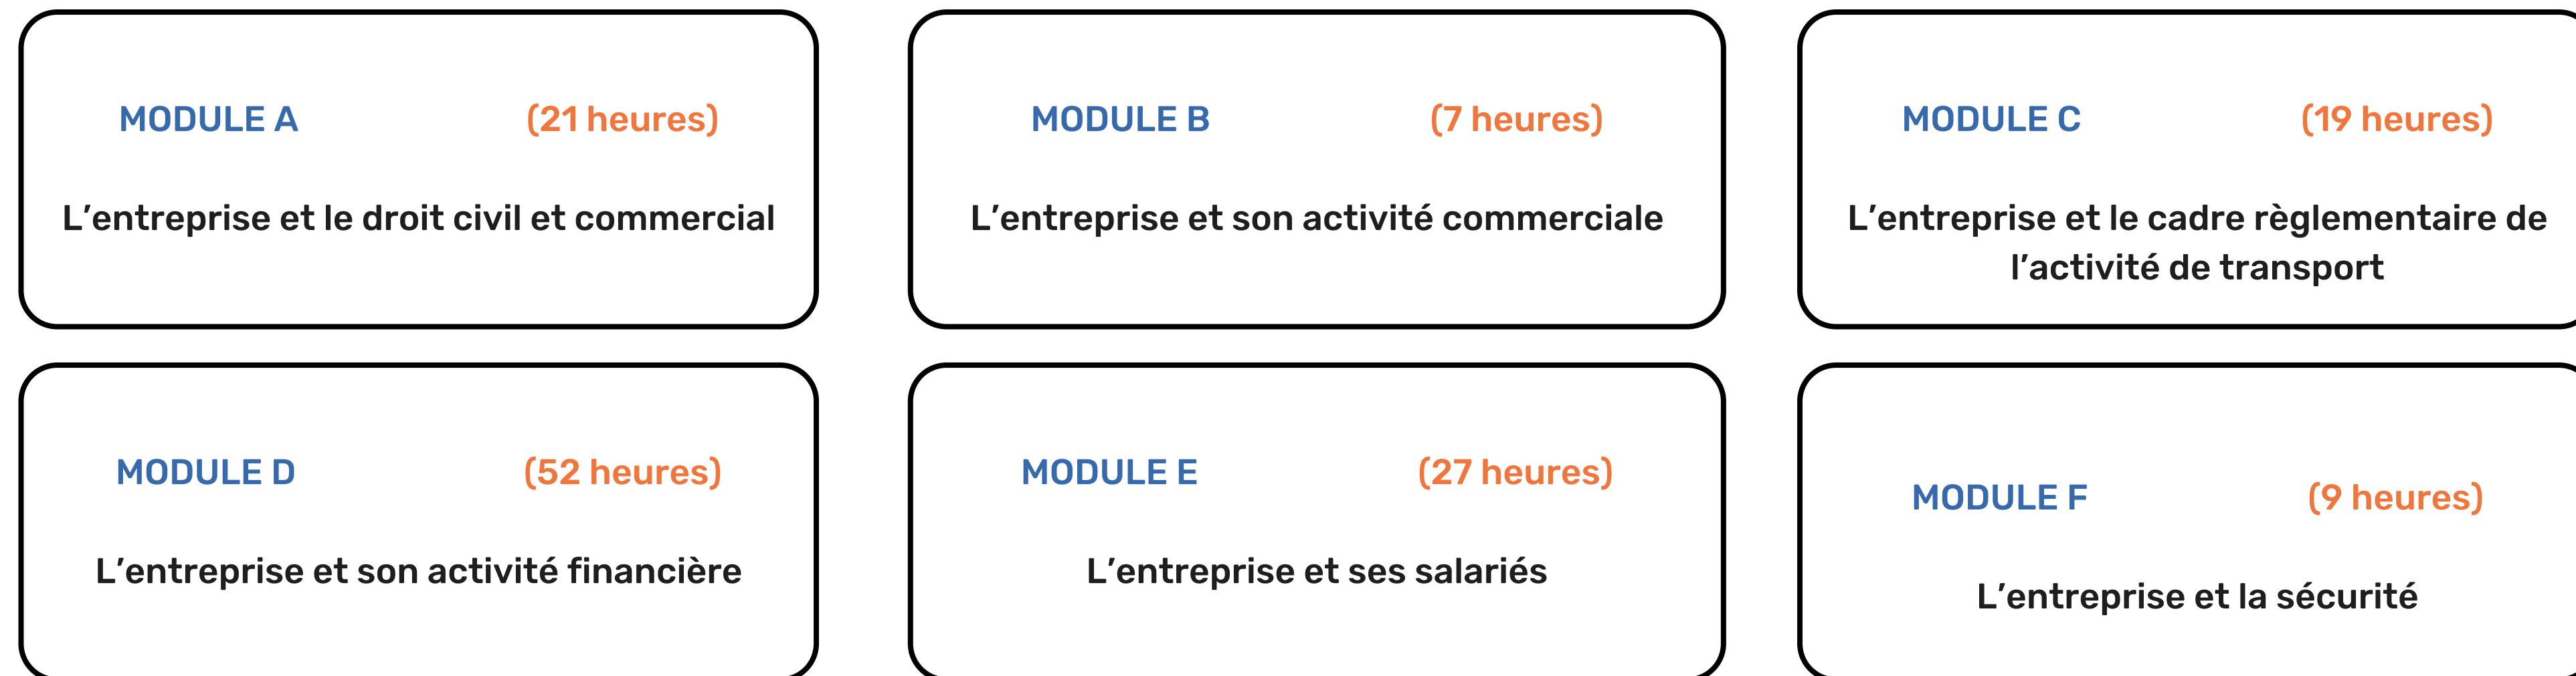 MODULE A (21 heures)
L’entreprise et le droit civil et commercial
MODULE B (7 heures)
L’entreprise et son activité commerciale
MODULE C (19 heures)
L’entreprise et le cadre règlementaire de
l’activité de transport
MODULE D (52 heures)
L’entreprise et son activité financière
MODULE E (27 heures)
L’entreprise et ses salariés
MODULE F (9 heures)
L’entreprise et la sécurité